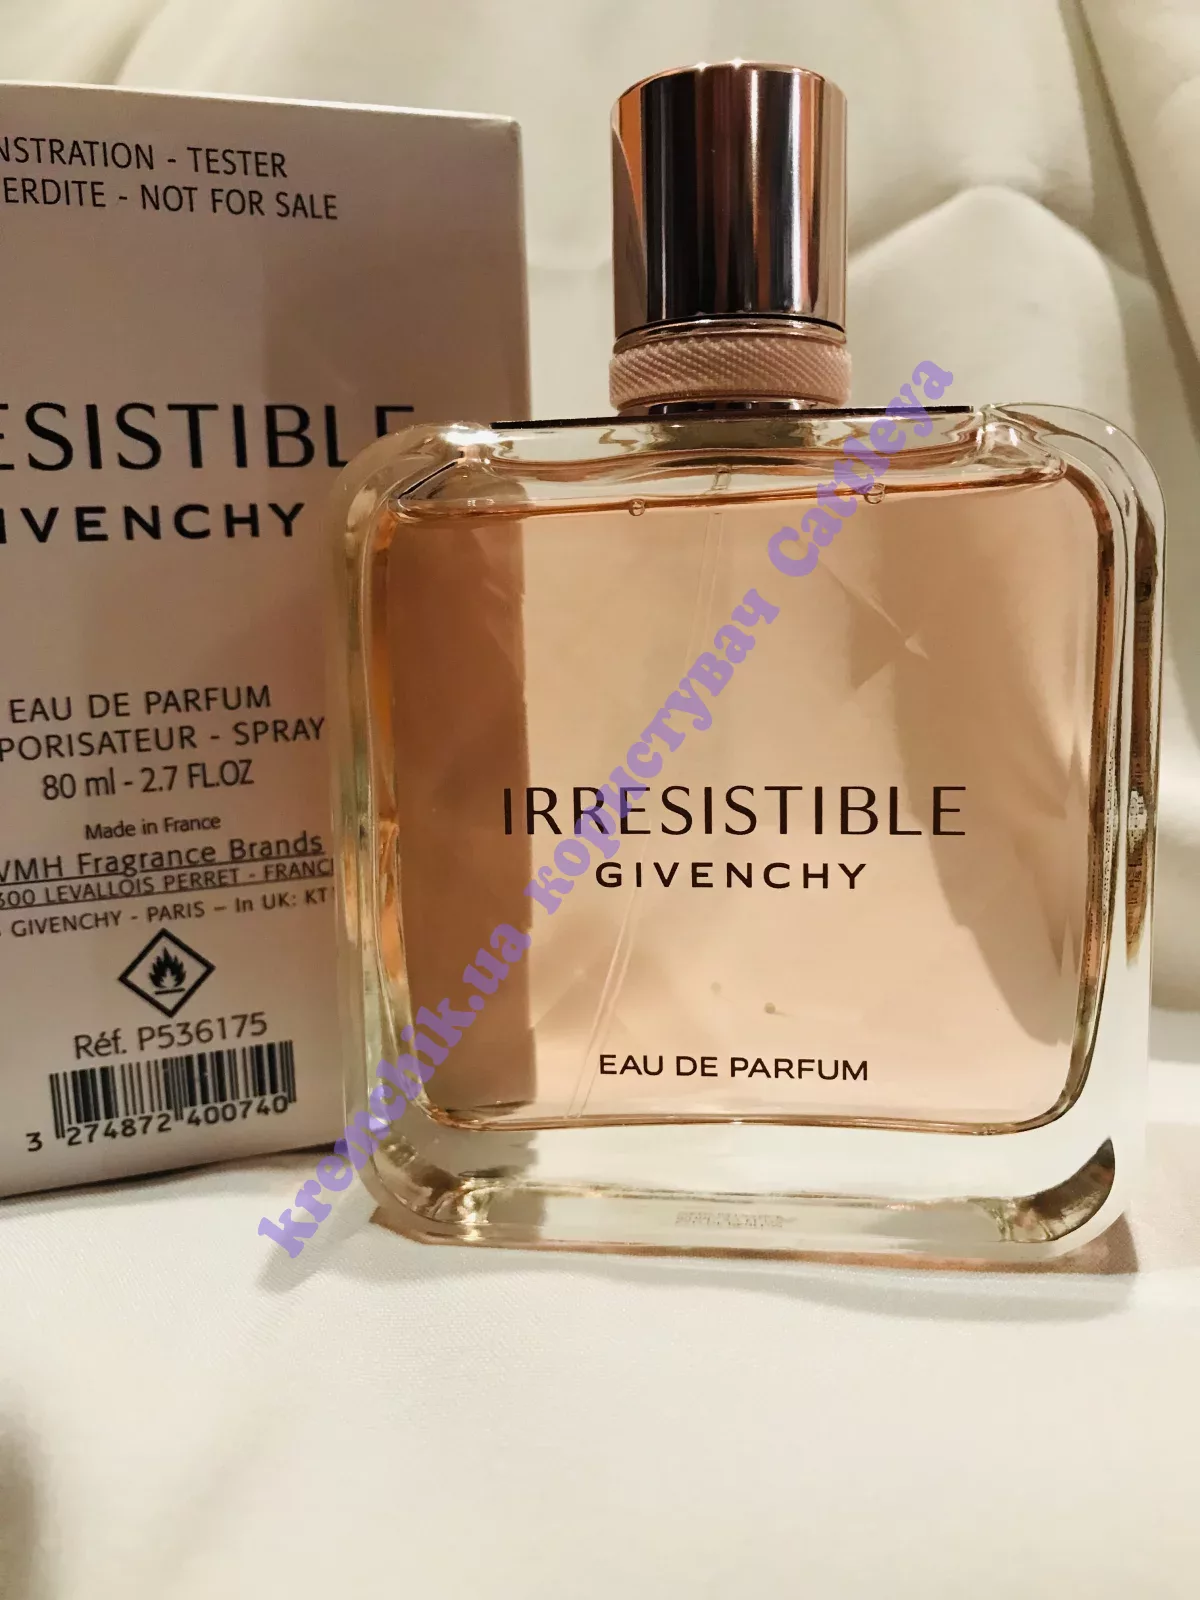 NSTRATION - TESTER
ERDITE - NOT FOR SALE
ESISTIBLE
IVENCHY
EAU DE PARFUM
PORISATEUR - SPRAY
80 ml - 2.7 FL.OZ
Made in France
VMH Fragrance Brands
300 LEVALLOIS PERRET - FRANC
GIVENCHY - PARIS – In UK: KT
Réf. P536175
3 274872 400740
IRRESISTIBLE
GIVENCHY
EAU DE PARFUM
kremchik.ua користувач Cattleya